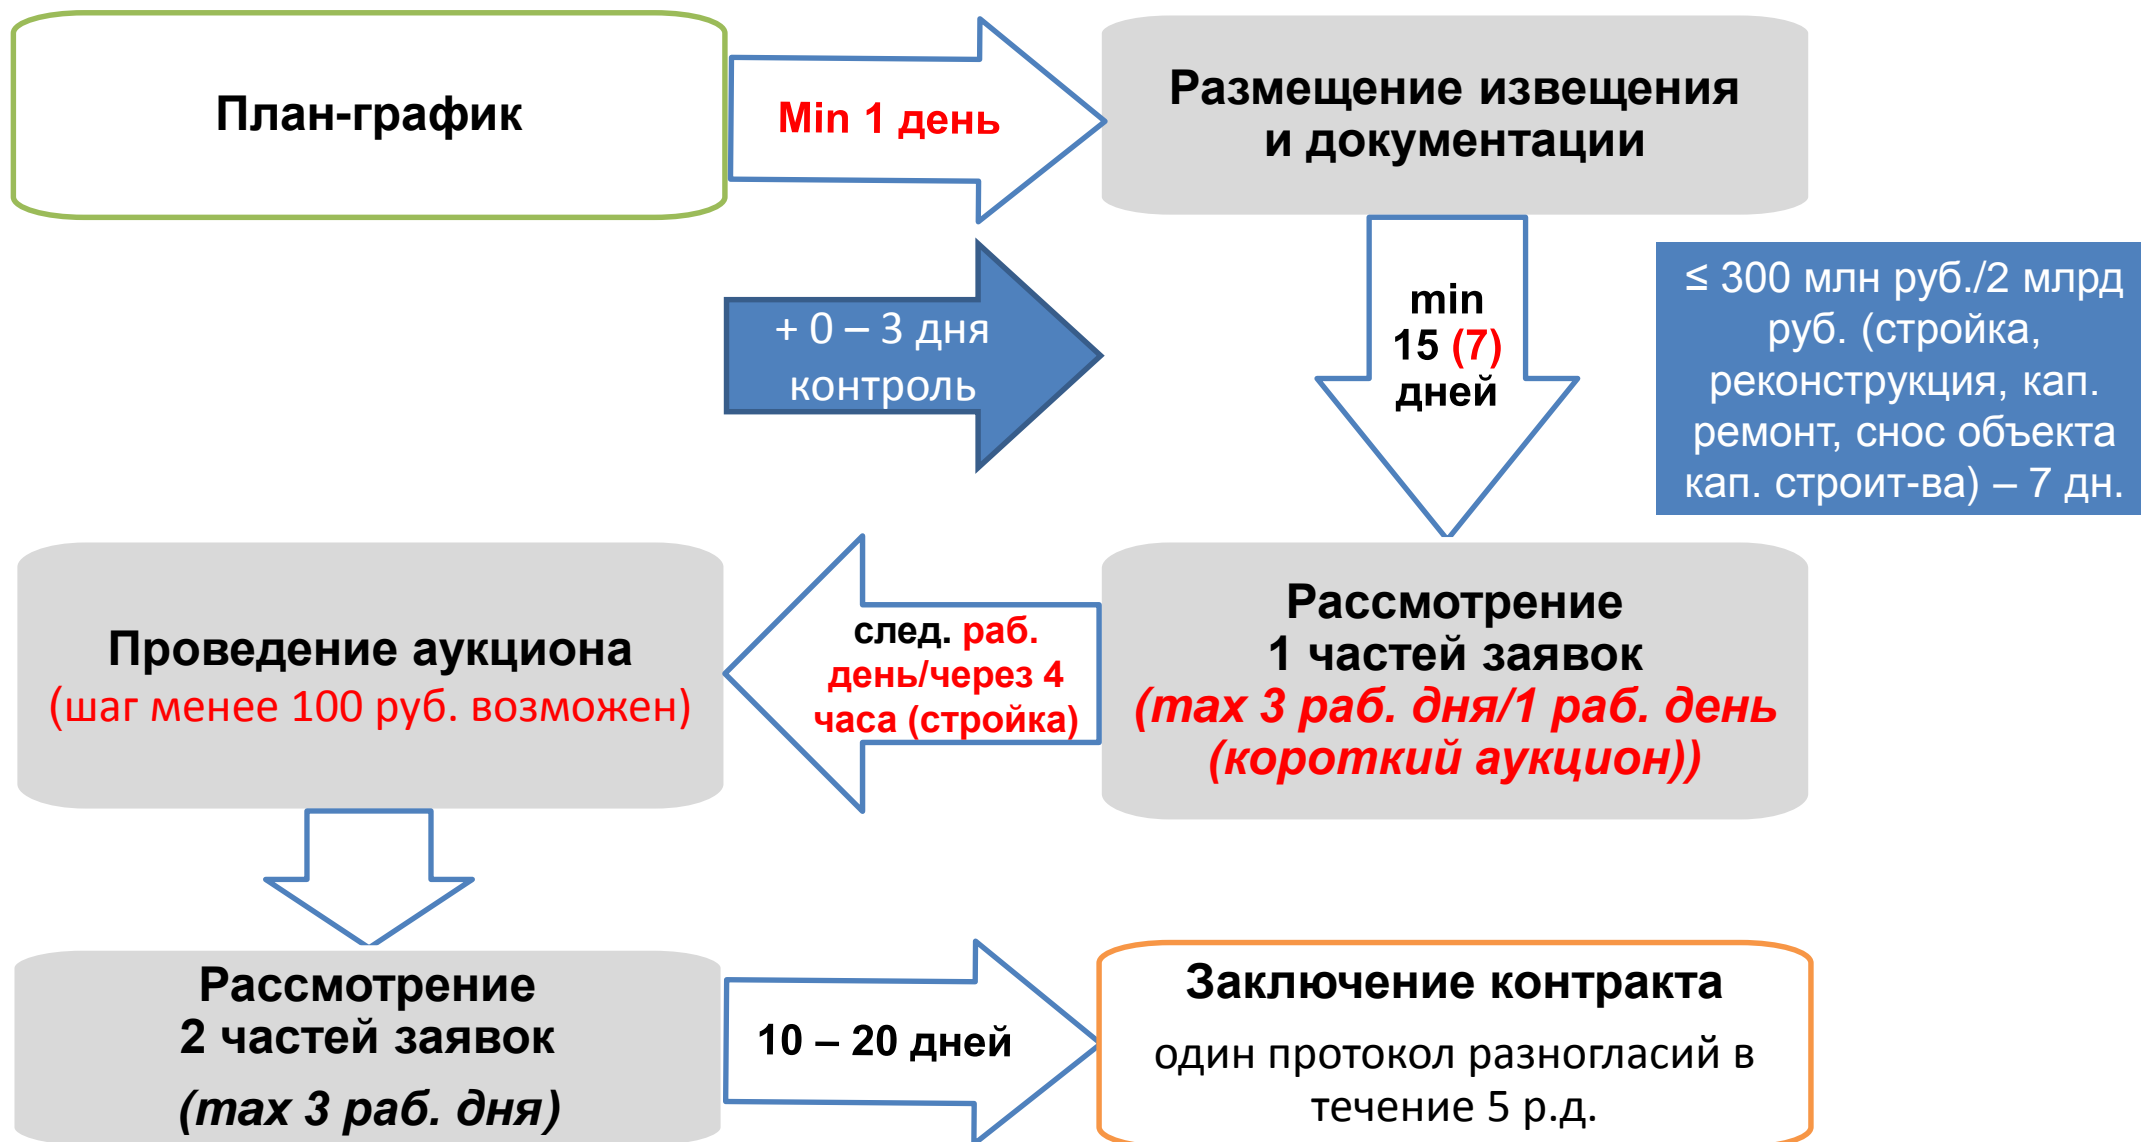 План-график
Min 1 день
Размещение извещения
и документации
+ 0 – 3 дня
контроль
min
15 (7)
дней
≤ 300 млн руб./2 млрд
руб. (стройка,
реконструкция, кап.
ремонт, снос объекта
кап. строит-ва) – 7 дн.
Рассмотрение
1 частей заявок
(max 3 раб. дня/1 раб. день
(короткий аукцион))
след. раб.
день/через 4
часа (стройка)
Проведение аукциона
(шаг менее 100 руб. возможен)
Рассмотрение
2 частей заявок
(max 3 раб. дня)
10 – 20 дней
Заключение контракта
один протокол разногласий в
течение 5 р.д.